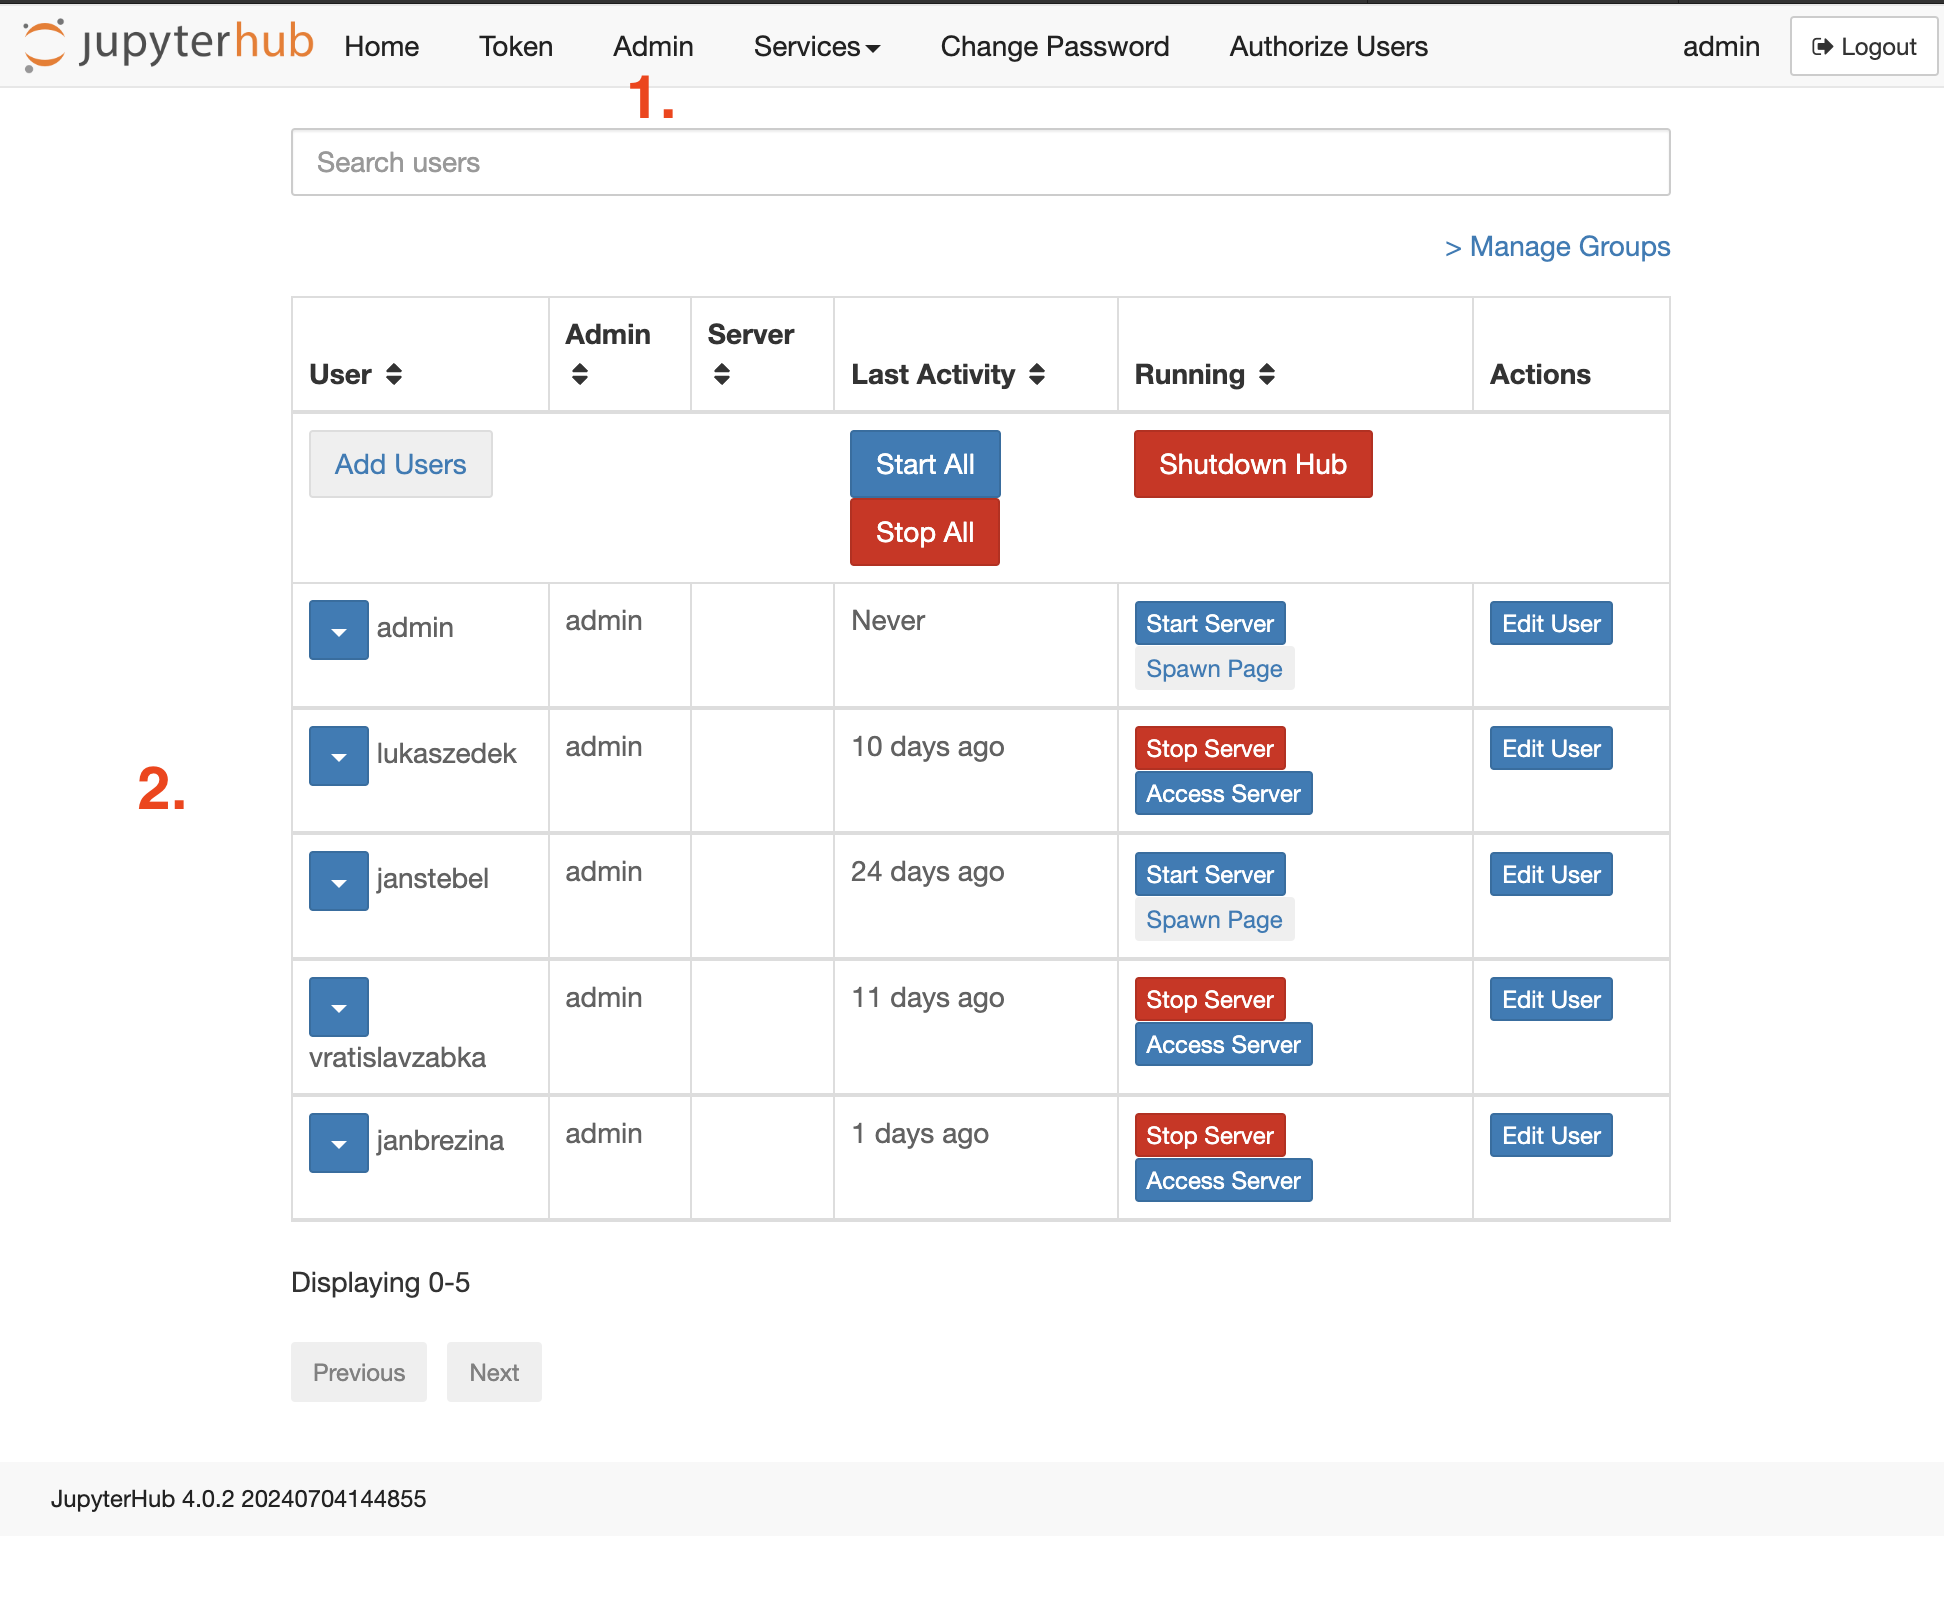 jupyterhub Home Token Admin Services Change Password Authorize Users admin Logout
1.
Search users
> Manage Groups
Admin Server
User Last Activity Running Actions
Add Users Start All Shutdown Hub
Stop All
admin admin Never Start Server Edit User
Spawn Page
lukaszedek admin 10 days ago Stop Server Edit User
2. Access Server
janstebel admin 24 days ago Start Server Edit User
Spawn Page
admin 11 days ago Stop Server Edit User
vratislavzabka Access Server
janbrezina admin 1 days ago Stop Server Edit User
Access Server
Displaying 0-5
Previous Next
JupyterHub 4.0.2 20240704144855